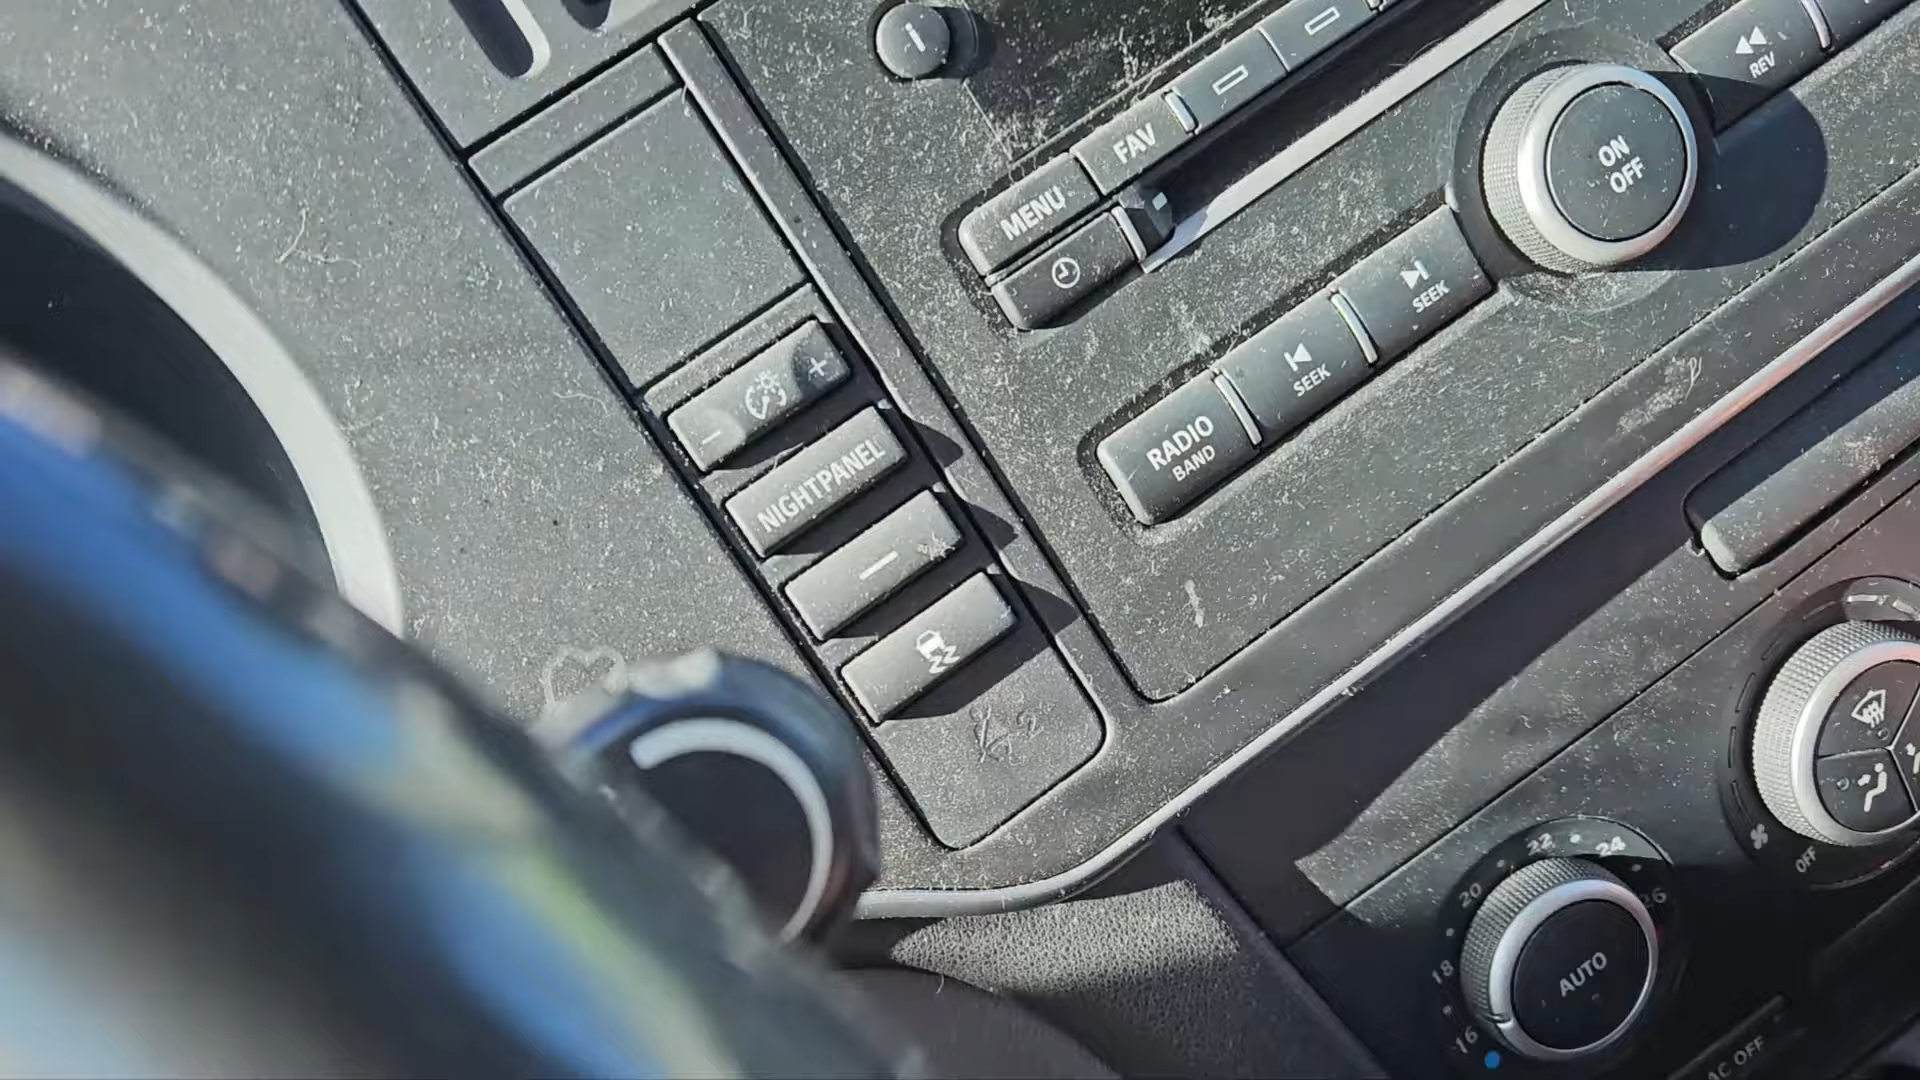 i
MENU
FAV
ON
OFF
REV
SEEK
SEEK
RADIO
BAND
- +
NIGHTPANEL
22
24
20
26
18
16
AUTO
OFF
AC OFF